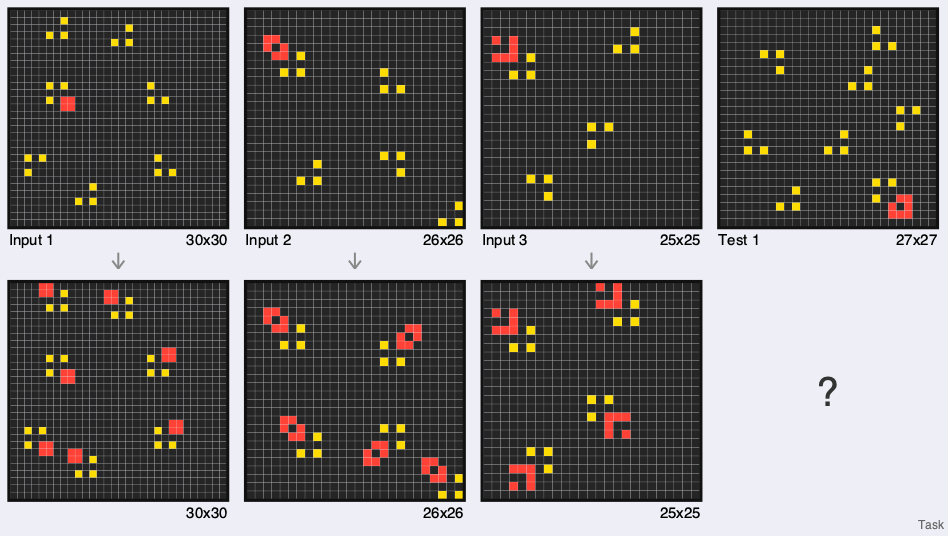 Input 1 30x30
Input 2 26x26
Input 3 25x25
Test 1 27x27
?
30x30
26x26
25x25
Task